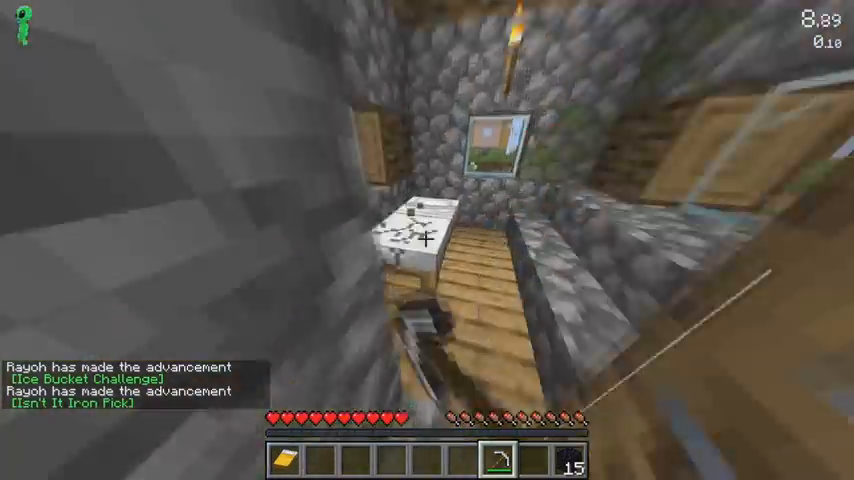 8.89
0.10
Rayoh has made the advancement
[Ice Bucket Challenge]
Rayoh has made the advancement
[Isn't It Iron Pick]
15